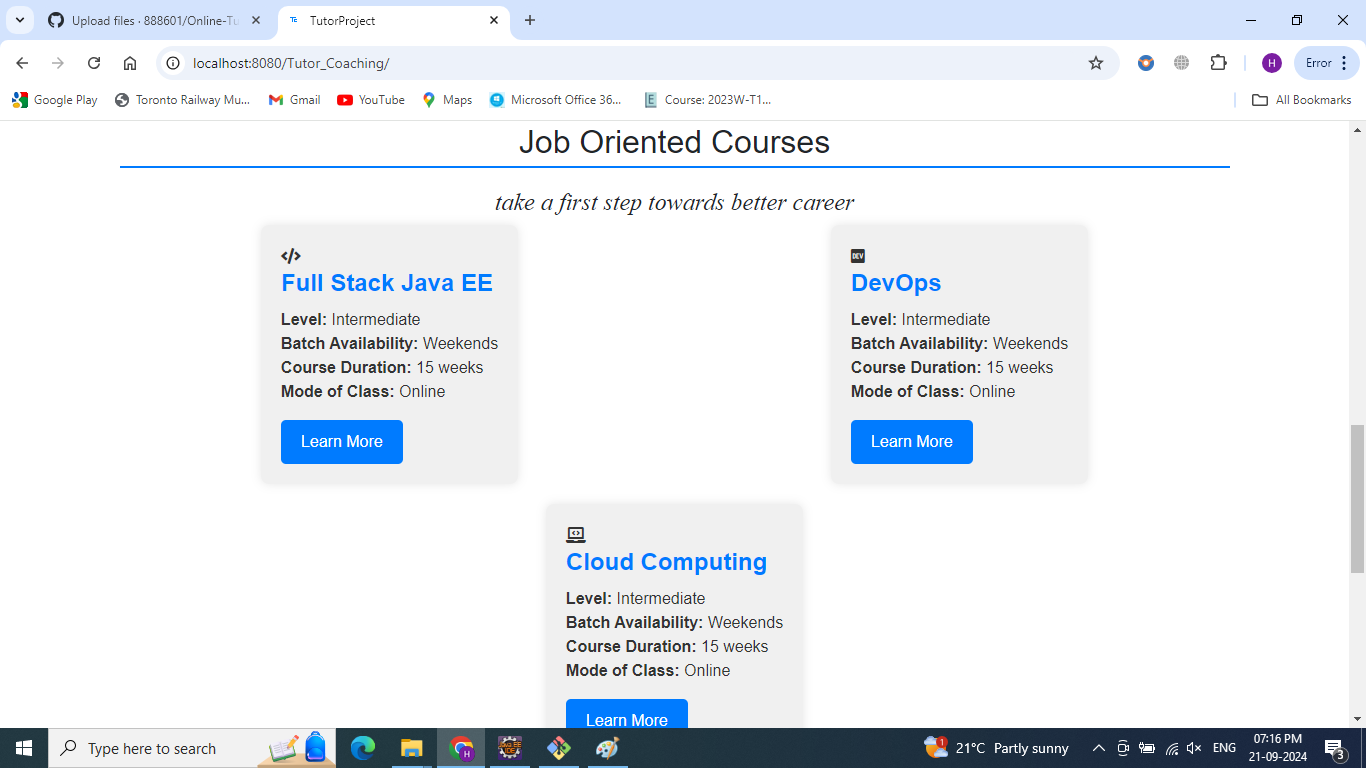 Upload files · 888601/Online-Tu
TutorProject
localhost:8080/Tutor_Coaching/
H
Error
Google Play
Toronto Railway Mu...
Gmail
YouTube
Maps
Microsoft Office 36...
E
Course: 2023W-T1...
All Bookmarks
Job Oriented Courses
take a first step towards better career
</>
Full Stack Java EE
Level: Intermediate
Batch Availability: Weekends
Course Duration: 15 weeks
Mode of Class: Online
Learn More
DEV
DevOps
Level: Intermediate
Batch Availability: Weekends
Course Duration: 15 weeks
Mode of Class: Online
Learn More
Cloud Computing
Level: Intermediate
Batch Availability: Weekends
Course Duration: 15 weeks
Mode of Class: Online
Learn More
Type here to search
H
1
21°C Partly sunny
ENG
07:16 PM
21-09-2024
3